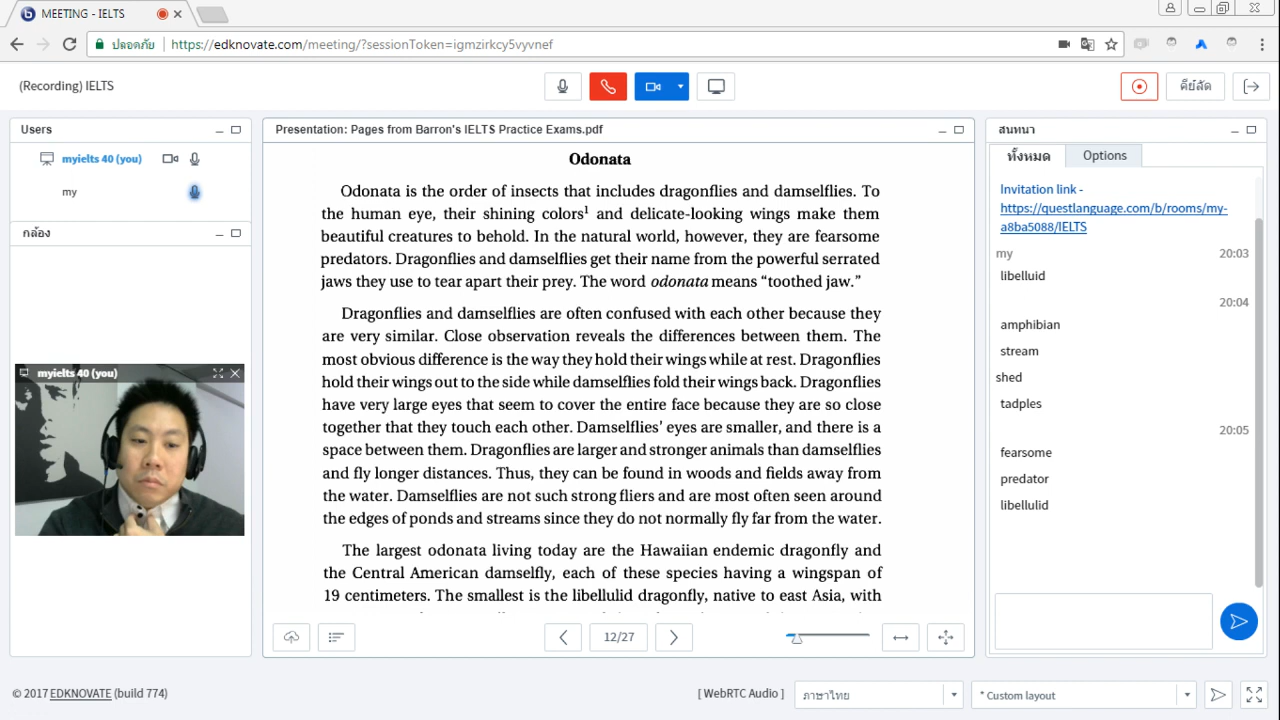 MEETING - IELTS
ปลอดภัย
https://edknovate.com/meeting/?sessionToken=igmzirkcy5vyvnef
(Recording) IELTS
คีย์ลัด
Users
myielts 40 (you)
my
กล้อง
myielts 40 (you)
Presentation: Pages from Barron's IELTS Practice Exams.pdf
Odonata
Odonata is the order of insects that includes dragonflies and damselflies. To
the human eye, their shining colors¹ and delicate-looking wings make them
beautiful creatures to behold. In the natural world, however, they are fearsome
predators. Dragonflies and damselflies get their name from the powerful serrated
jaws they use to tear apart their prey. The word odonata means “toothed jaw.”
Dragonflies and damselflies are often confused with each other because they
are very similar. Close observation reveals the differences between them. The
most obvious difference is the way they hold their wings while at rest. Dragonflies
hold their wings out to the side while damselflies fold their wings back. Dragonflies
have very large eyes that seem to cover the entire face because they are so close
together that they touch each other. Damselflies’ eyes are smaller, and there is a
space between them. Dragonflies are larger and stronger animals than damselflies
and fly longer distances. Thus, they can be found in woods and fields away from
the water. Damselflies are not such strong fliers and are most often seen around
the edges of ponds and streams since they do not normally fly far from the water.
The largest odonata living today are the Hawaiian endemic dragonfly and
the Central American damselfly, each of these species having a wingspan of
19 centimeters. The smallest is the libellulid dragonfly, native to east Asia, with
12/27
สนทนา
ทั้งหมด
Options
Invitation link -
https://questlanguage.com/b/rooms/my-
a8ba5088/IELTS
my 20:03
libelluid
20:04
amphibian
stream
shed
tadples
20:05
fearsome
predator
libellulid
© 2017 EDKNOVATE (build 774)
[ WebRTC Audio ]
ภาษาไทย
* Custom layout